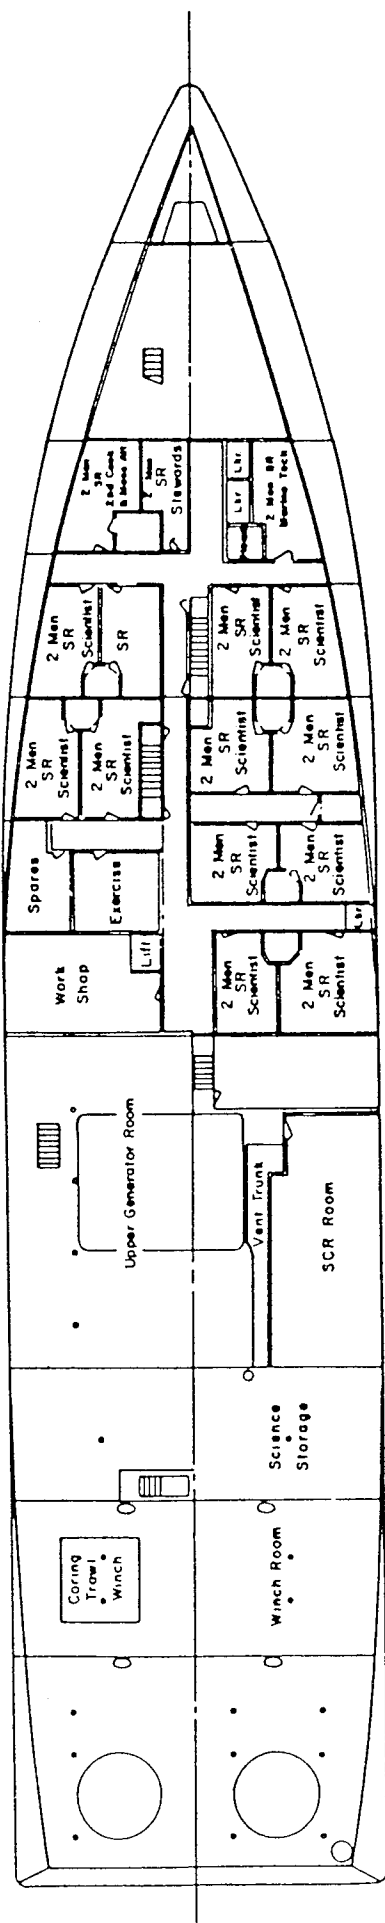 2 Men
SR
2nd Cook
& Mess Att
2 Men
SR
Stewards
Lkr
Lkr
2 Men SR
Marine Tech
2 Men
SR
Scientist
SR
2 Men
SR
Scientist
2 Men
SR
Scientist
2 Men
SR
Scientist
2 Men
SR
Scientist
2 Men
SR
Scientist
2 Men
SR
Scientist
Spares
Exercise
2 Men
SR
Scientist
2 Men
SR
Scientist
Lkr
Work
Shop
Lift
2 Men
SR
Scientist
2 Men
SR
Scientist
Upper Generator Room
Vent Trunk
SCR Room
Science
Storage
Coring
Trawl
Winch
Winch Room